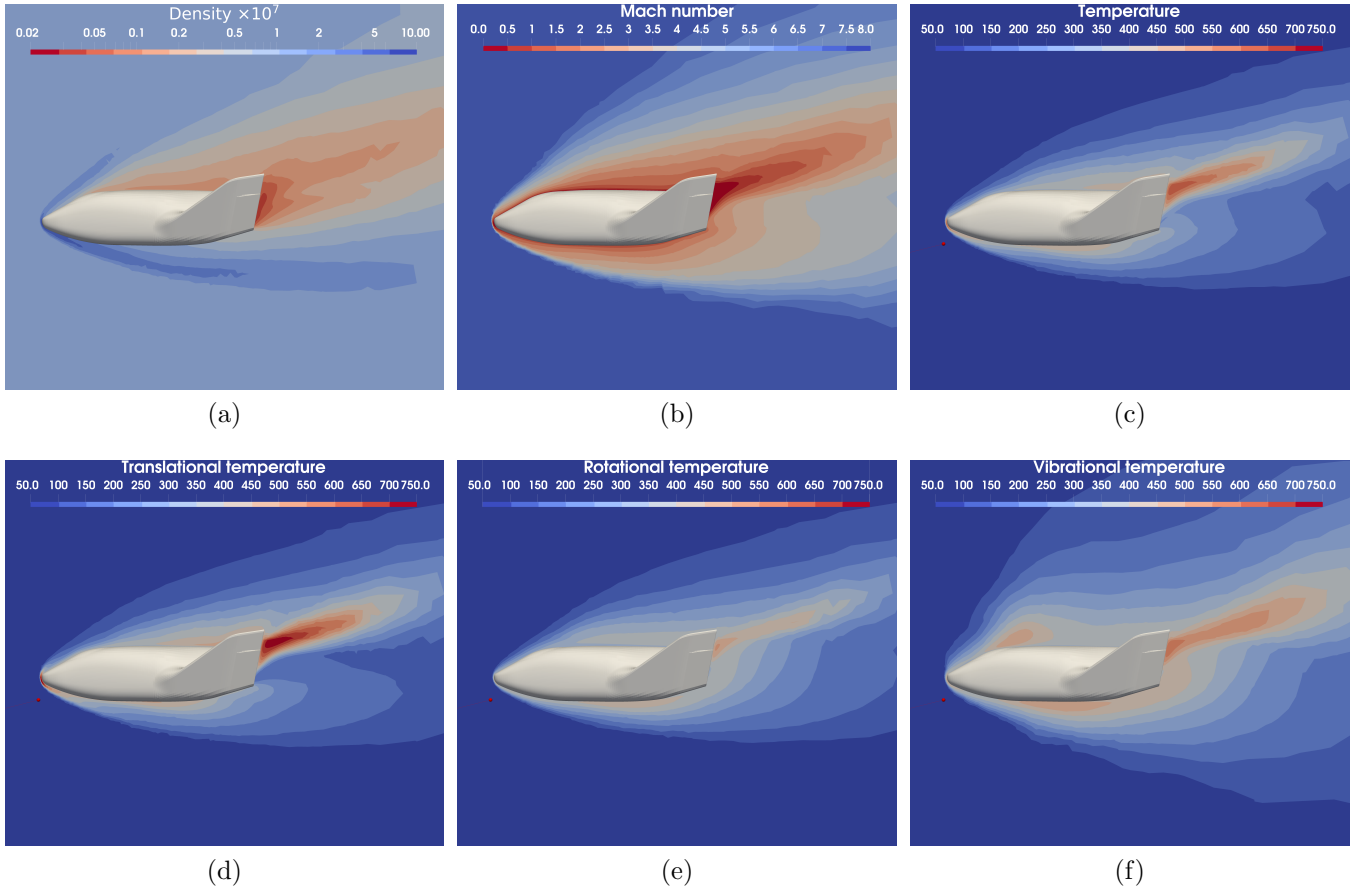 Density ×10⁷
0.02 0.05 0.1 0.2 0.5 1 2 5 10.00
(a)
Mach number
0.0 0.5 1 1.5 2 2.5 3 3.5 4 4.5 5 5.5 6 6.5 7 7.5 8.0
(b)
Temperature
50.0 100 150 200 250 300 350 400 450 500 550 600 650 700 750.0
(c)
Translational temperature
50.0 100 150 200 250 300 350 400 450 500 550 600 650 700 750.0
(d)
Rotational temperature
50.0 100 150 200 250 300 350 400 450 500 550 600 650 700 750.0
(e)
Vibrational temperature
50.0 100 150 200 250 300 350 400 450 500 550 600 650 700 750.0
(f)